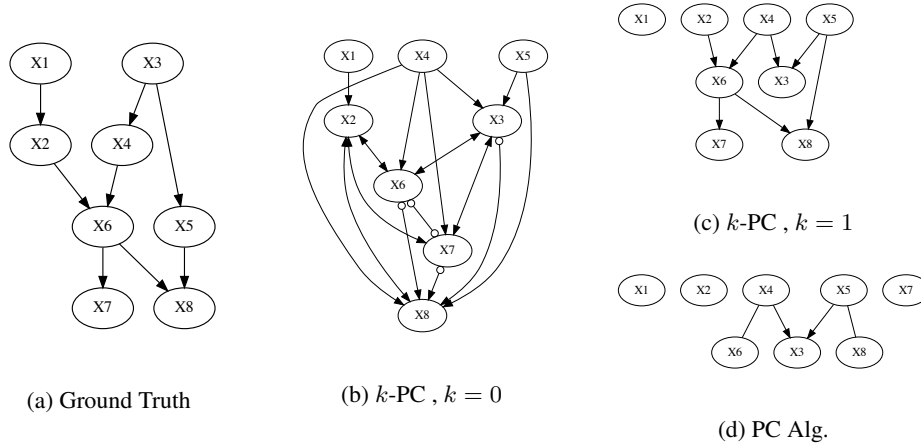 X1 X3
X2 X4
X6 X5
X7 X8
(a) Ground Truth
X1 X4 X5
X2 X3
X6
X7
X8
(b) k-PC , k = 0
X1 X2 X4 X5
X6 X3
X7 X8
(c) k-PC , k = 1
X1 X2 X4 X5 X7
X6 X3 X8
(d) PC Alg.